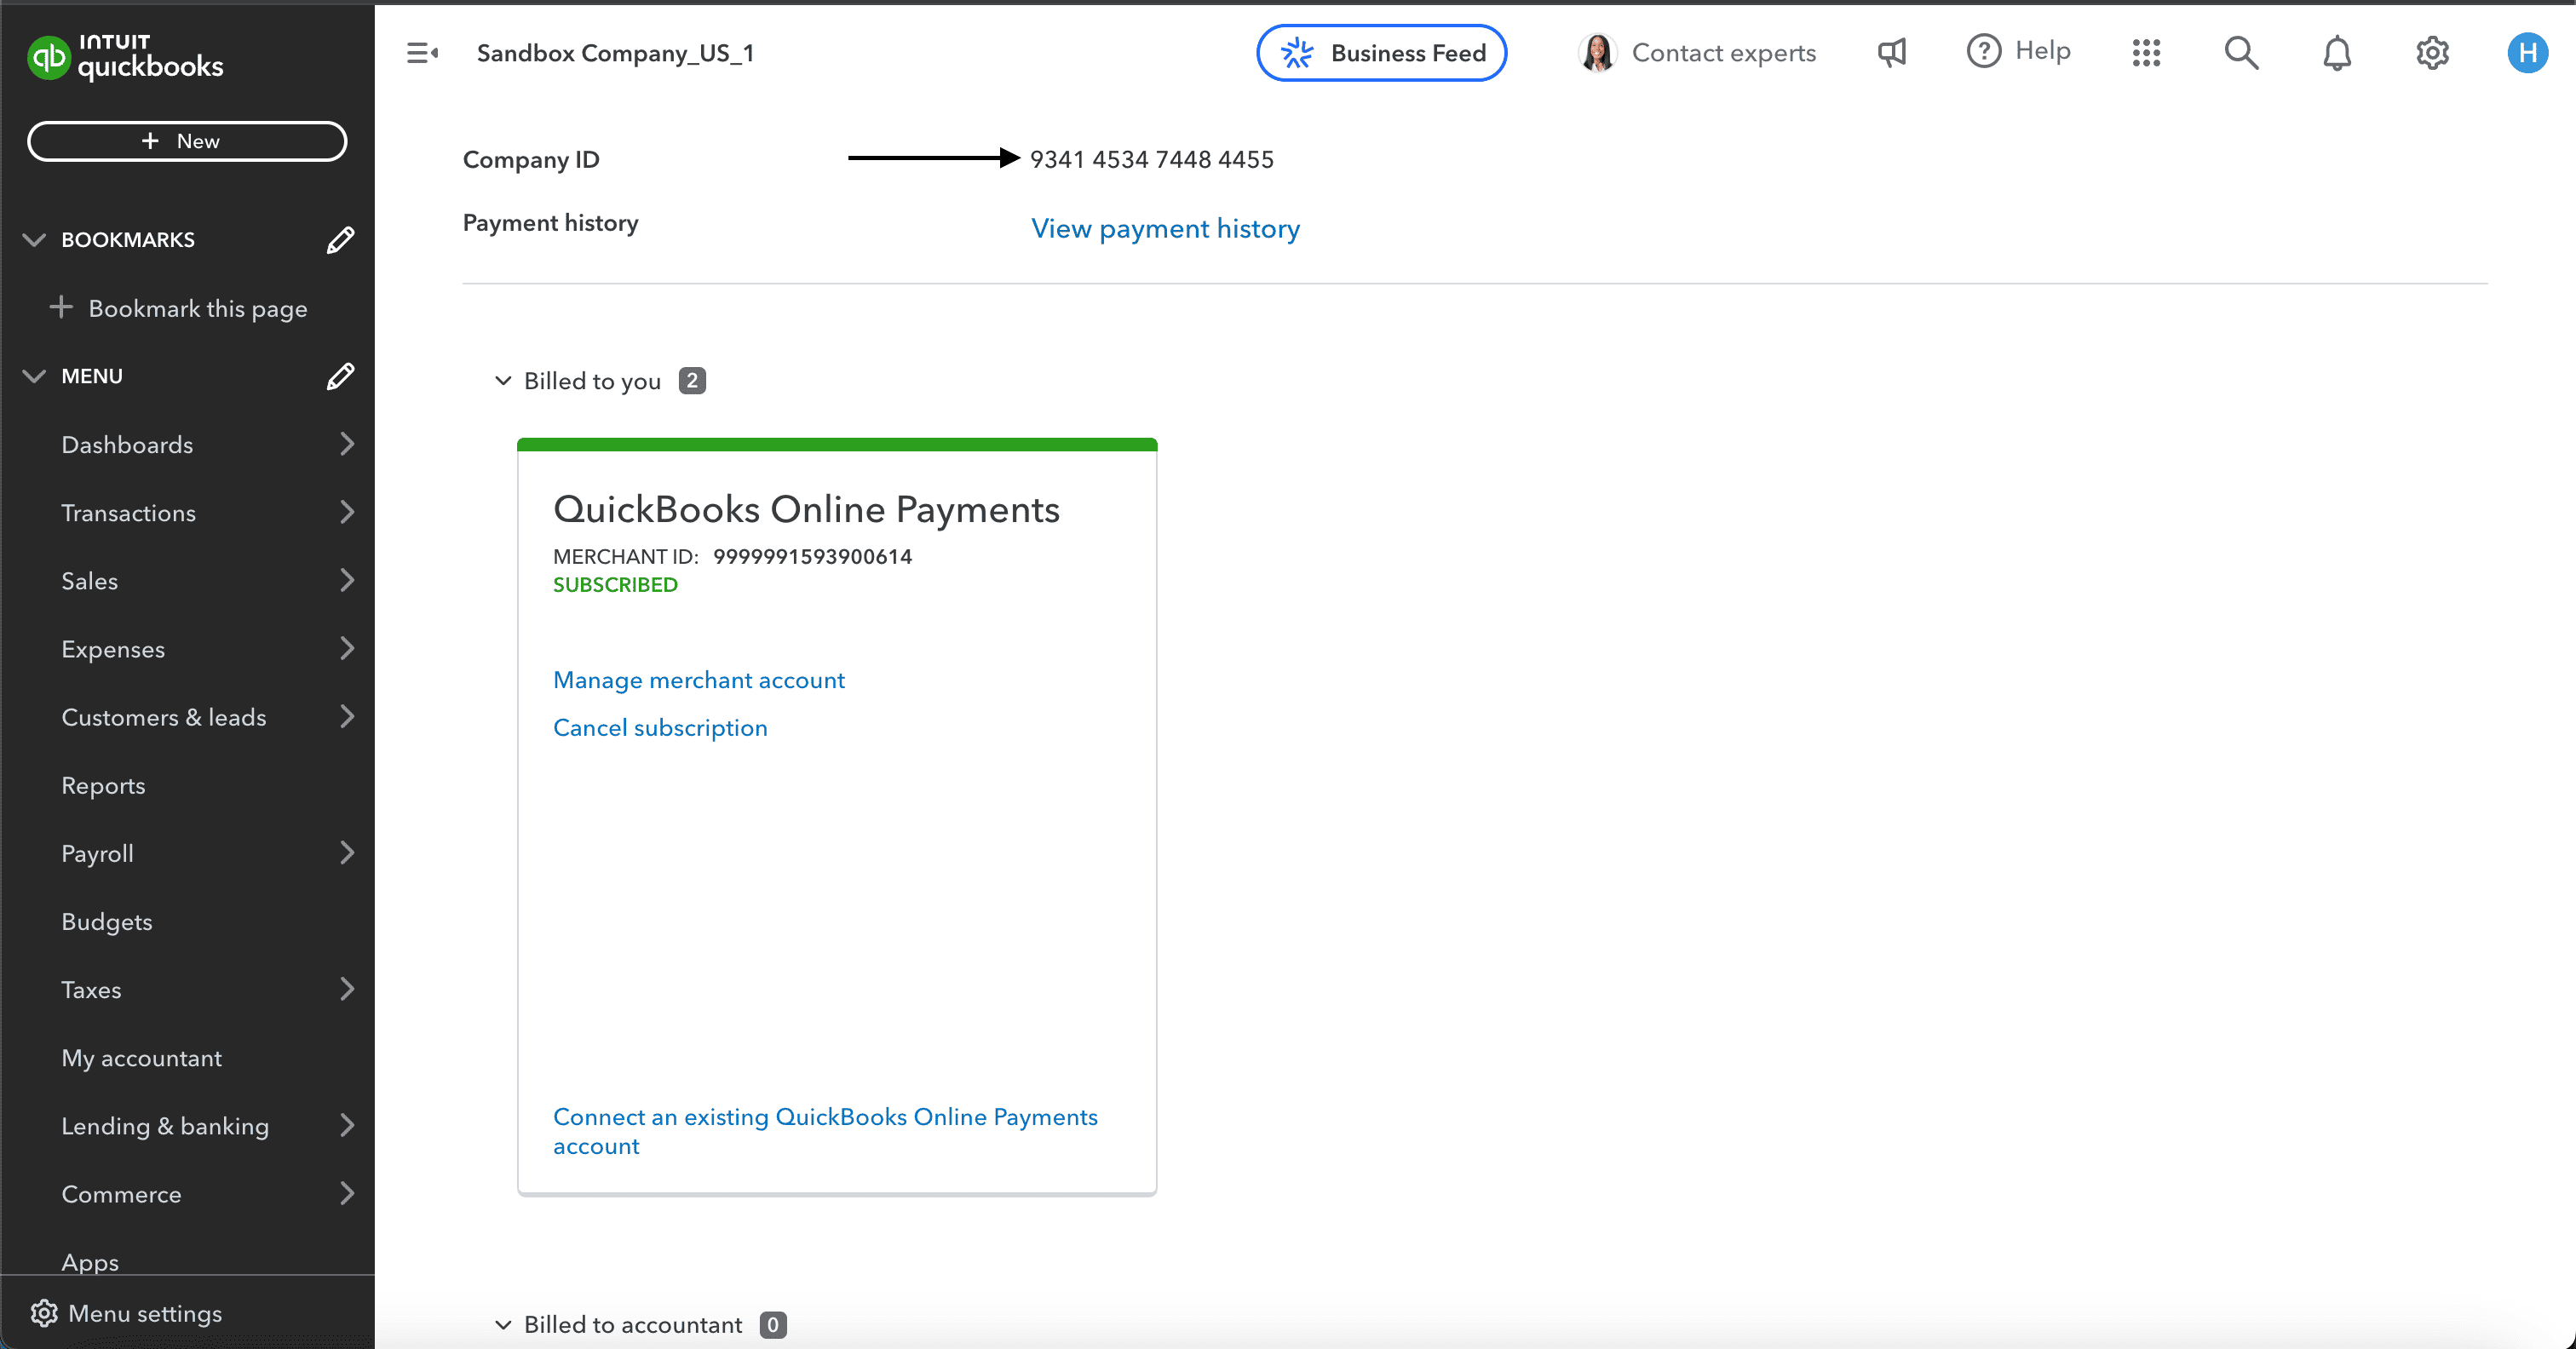 INTUIT
quickbooks
qb
+ New
BOOKMARKS
+ Bookmark this page
MENU
Dashboards
Transactions
Sales
Expenses
Customers & leads
Reports
Payroll
Budgets
Taxes
My accountant
Lending & banking
Commerce
Apps
Menu settings
Sandbox Company_US_1
Business Feed
Contact experts
? Help
H
Company ID 9341 4534 7448 4455
Payment history View payment history
Billed to you 2
QuickBooks Online Payments
MERCHANT ID: 9999991593900614
SUBSCRIBED
Manage merchant account
Cancel subscription
Connect an existing QuickBooks Online Payments
account
Billed to accountant 0